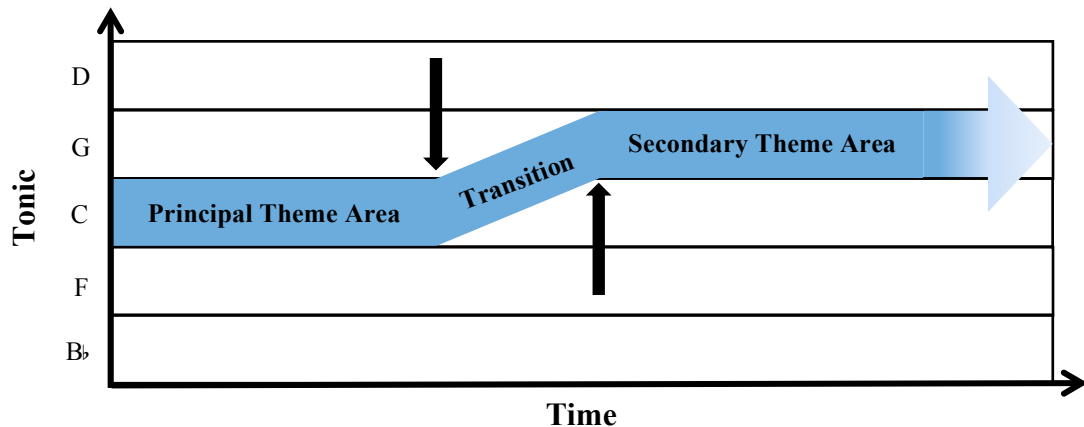 Tonic
D
G
C
F
B♭
Principal Theme Area
Transition
Secondary Theme Area
Time